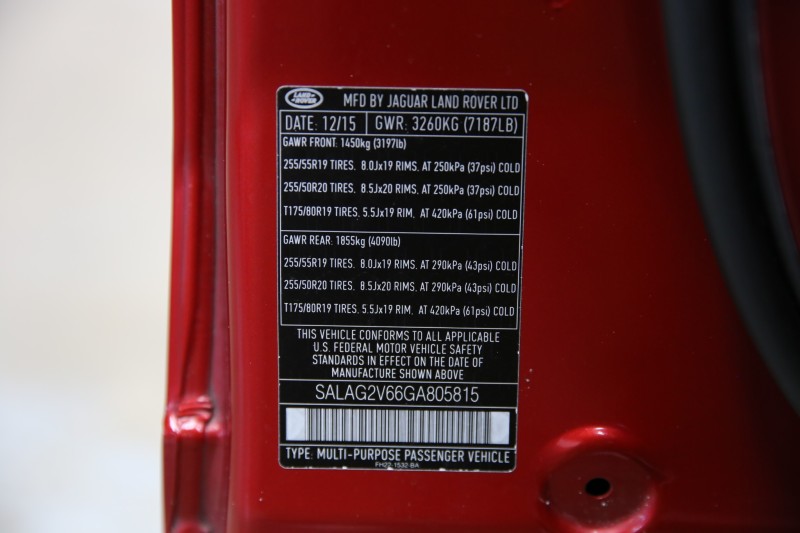 LAND ROVER MFD BY JAGUAR LAND ROVER LTD
DATE: 12/15 GWR: 3260KG (7187LB)
GAWR FRONT: 1450kg (3197lb)
255/55R19 TIRES, 8.0Jx19 RIMS, AT 250kPa (37psi) COLD
255/50R20 TIRES, 8.5Jx20 RIMS, AT 250kPa (37psi) COLD
T175/80R19 TIRES, 5.5Jx19 RIM, AT 420kPa (61psi) COLD
GAWR REAR: 1855kg (4090lb)
255/55R19 TIRES, 8.0Jx19 RIMS, AT 290kPa (43psi) COLD
255/50R20 TIRES, 8.5Jx20 RIMS, AT 290kPa (43psi) COLD
T175/80R19 TIRES, 5.5Jx19 RIM, AT 420kPa (61psi) COLD
THIS VEHICLE CONFORMS TO ALL APPLICABLE
U.S. FEDERAL MOTOR VEHICLE SAFETY
STANDARDS IN EFFECT ON THE DATE OF
MANUFACTURE SHOWN ABOVE
SALAG2V66GA805815
TYPE: MULTI-PURPOSE PASSENGER VEHICLE
FH22-1532-BA